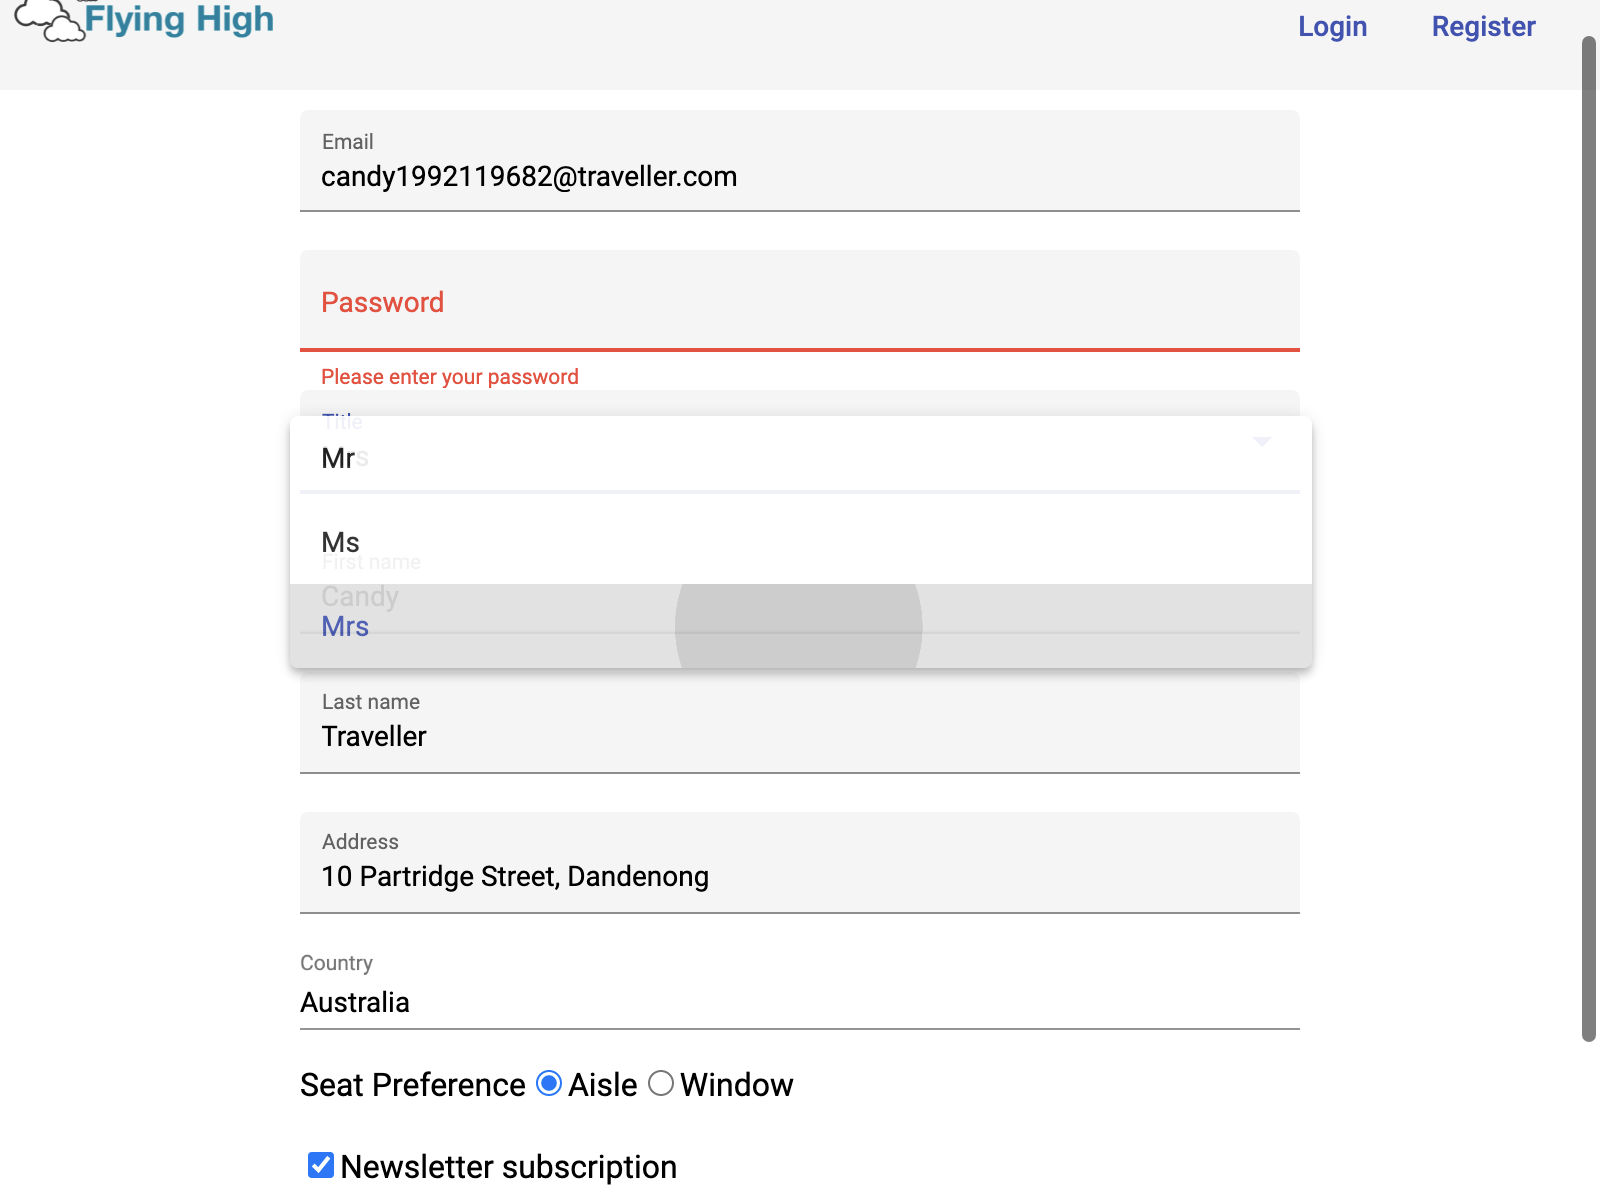 Flying High
Login
Register
Email
candy1992119682@traveller.com
Password
Please enter your password
Title
Mrs
Mr
Ms
First name
Candy
Mrs
Last name
Traveller
Address
10 Partridge Street, Dandenong
Country
Australia
Seat Preference Aisle Window
Newsletter subscription